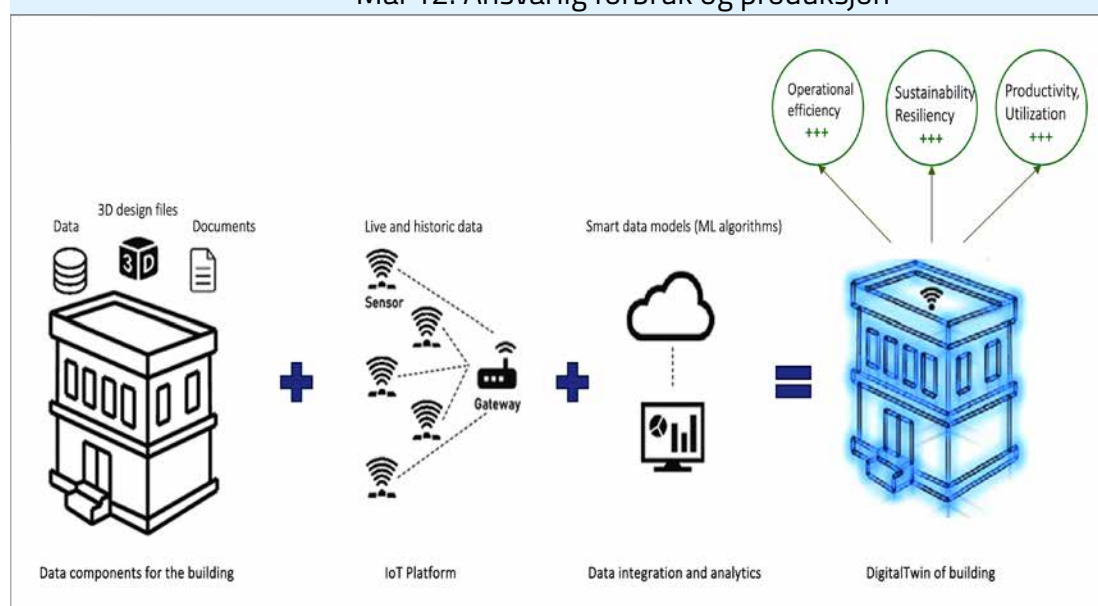 Mål 12: Ansvarlig forbruk og produksjon
Operational
efficiency
+++
Sustainability
Resiliency
+++
Productivity,
Utilization
+++
3D design files
Data
Documents
3D
Live and historic data
Sensor
Gateway
Smart data models (ML algorithms)
Data components for the building
IoT Platform
Data integration and analytics
DigitalTwin of building